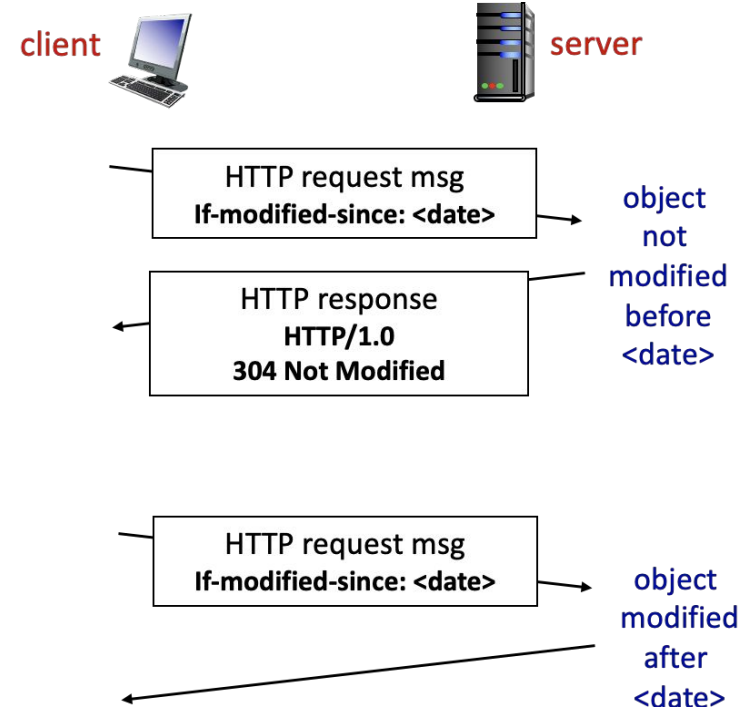 client
server
HTTP request msg
If-modified-since: <date>
object
not
modified
before
<date>
HTTP response
HTTP/1.0
304 Not Modified
HTTP request msg
If-modified-since: <date>
object
modified
after
<date>